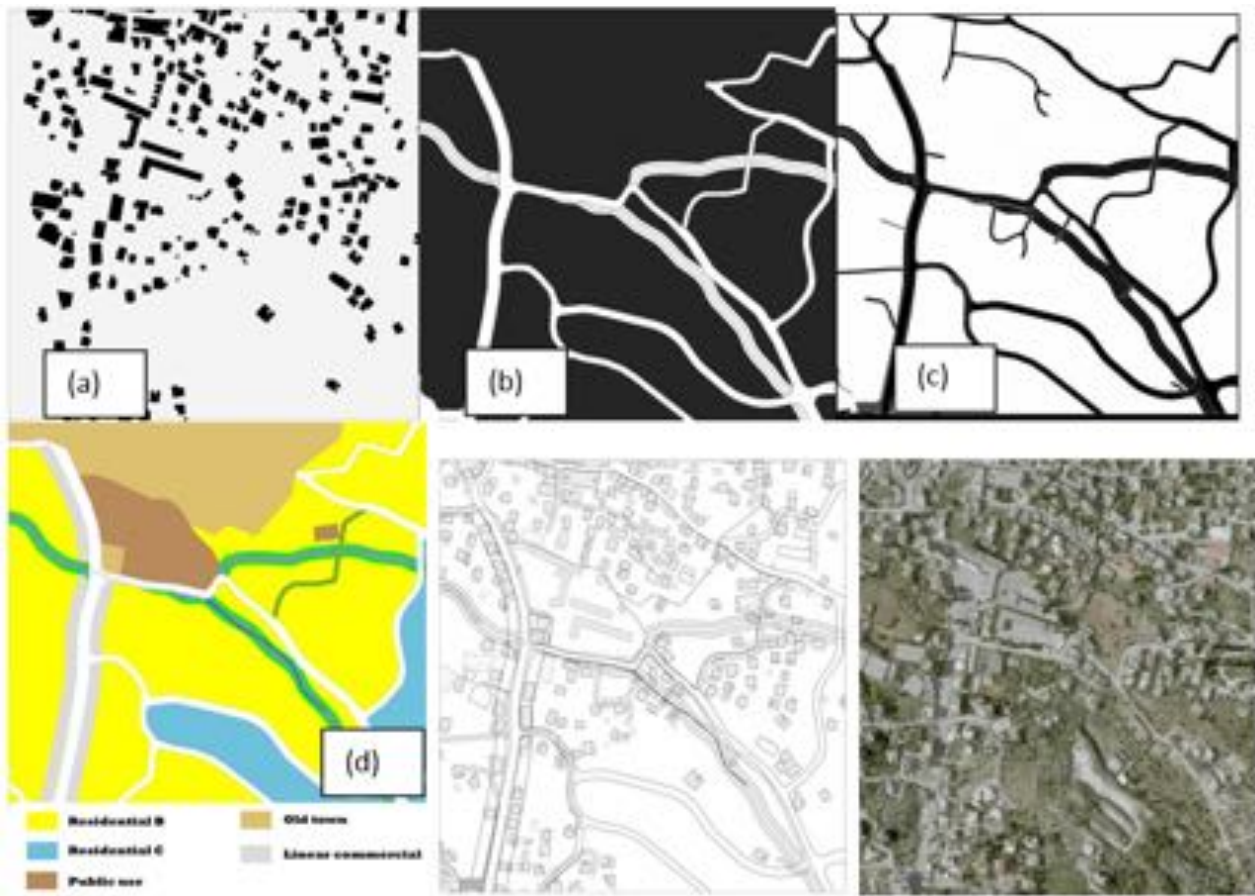 (a)
(b)
(c)
(d)
Residential B
Old town
Residential C
Linear commercial
Public use